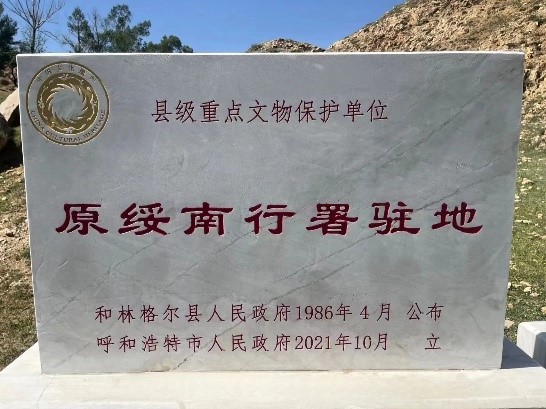 县级重点文物保护单位
原绥南行署驻地
和林格尔县人民政府1986年4月 公布
呼和浩特市人民政府2021年10月 立